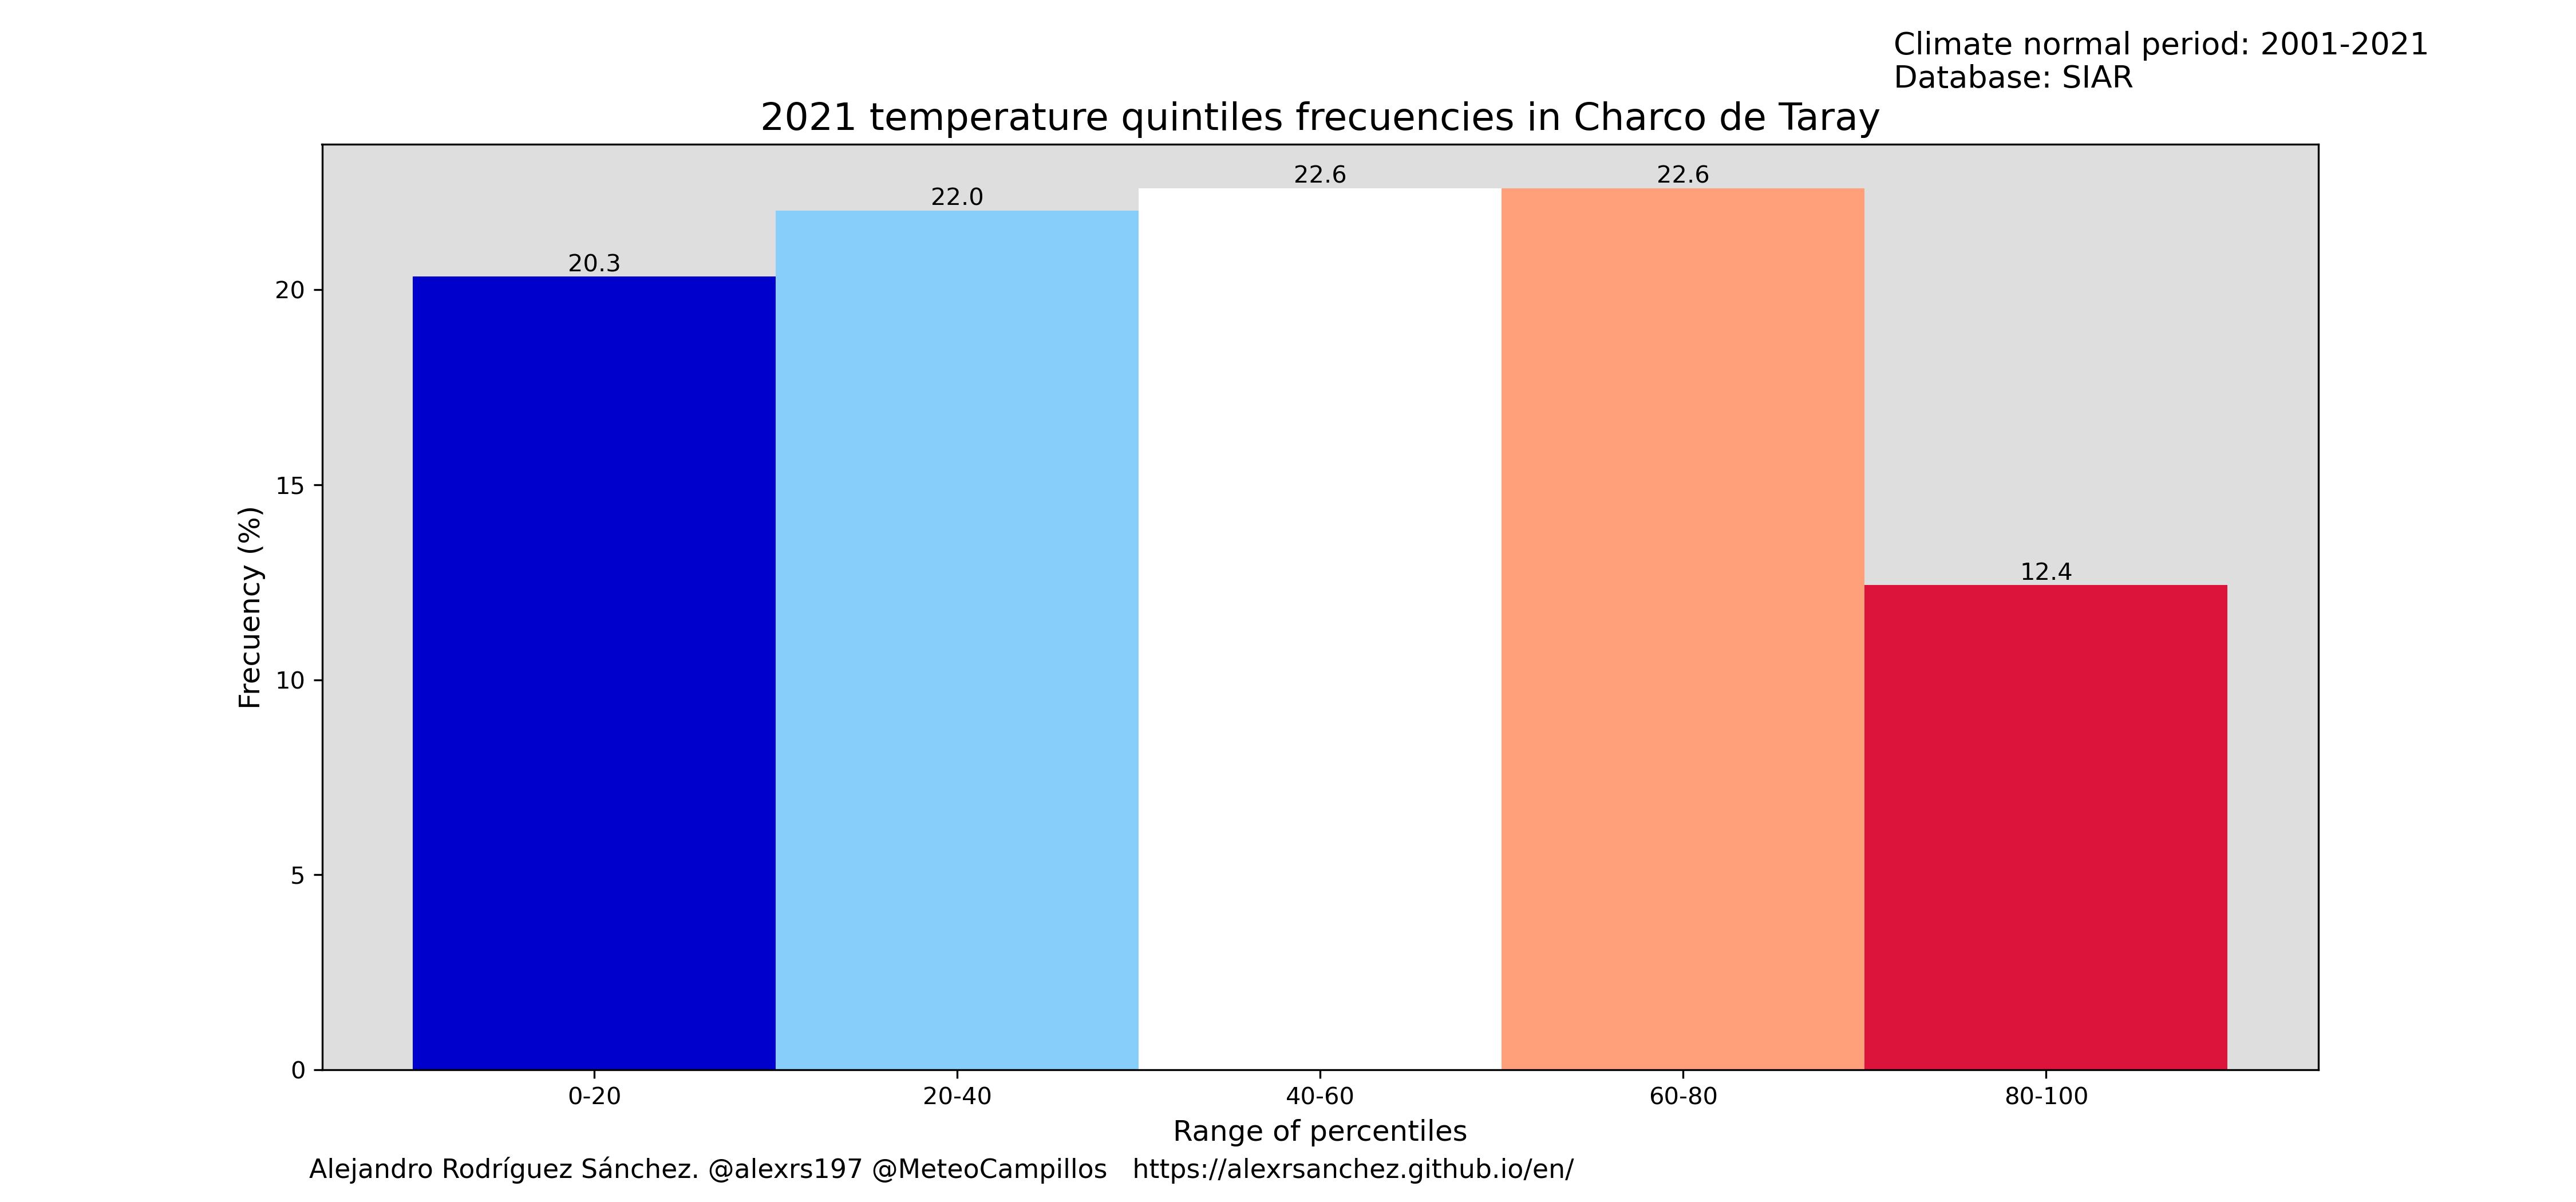 Climate normal period: 2001-2021
Database: SIAR
2021 temperature quintiles frecuencies in Charco de Taray
22.6
22.6
22.0
20.3
12.4
20
15
10
5
0
Frecuency (%)
0-20
20-40
40-60
60-80
80-100
Range of percentiles
Alejandro Rodríguez Sánchez. @alexrs197 @MeteoCampillos   https://alexrsanchez.github.io/en/